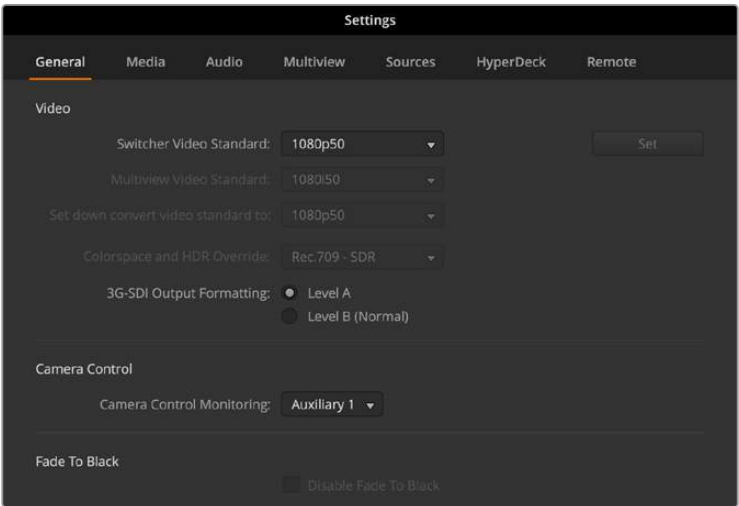 Settings
General Media Audio Multiview Sources HyperDeck Remote
Video
Switcher Video Standard: 1080p50 Set
Multiview Video Standard: 1080i50
Set down convert video standard to: 1080p50
Colorspace and HDR Override: Rec.709 - SDR
3G-SDI Output Formatting: Level A
Level B (Normal)
Camera Control
Camera Control Monitoring: Auxiliary 1
Fade To Black
Disable Fade To Black